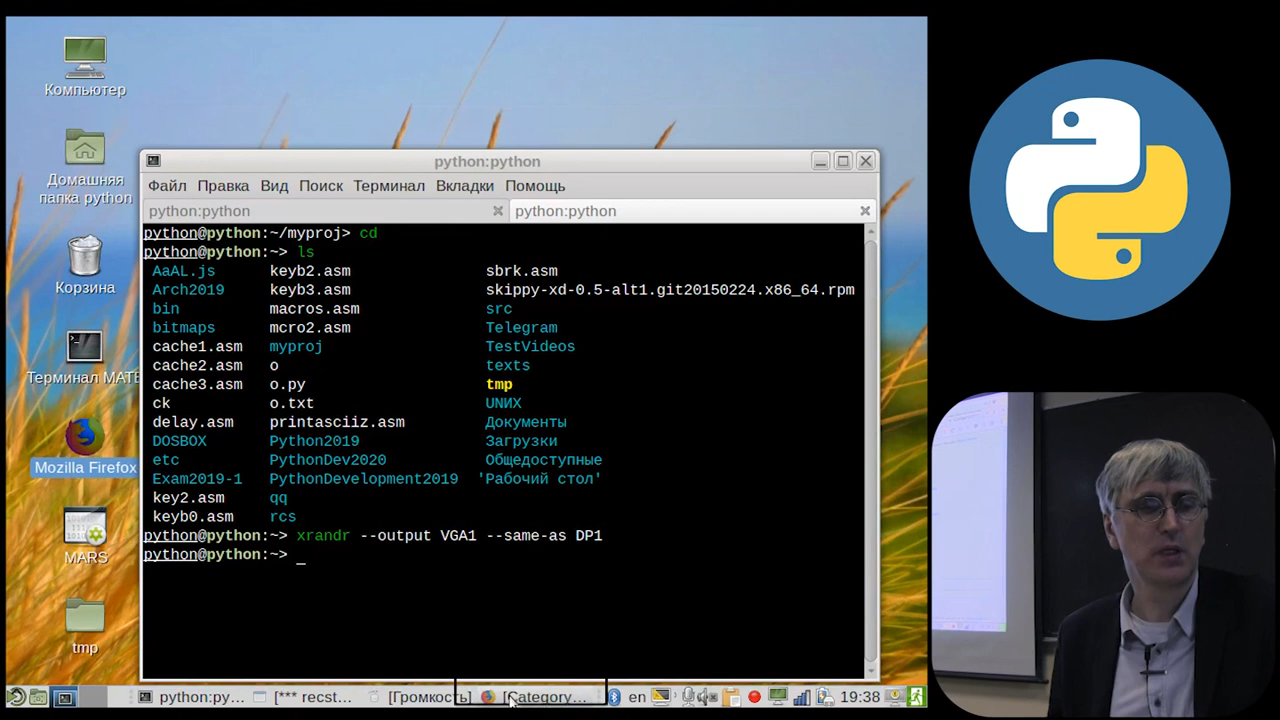 Компьютер
Домашняя
папка python
Корзина
Терминал MATE
Mozilla Firefox
MARS
tmp
python:python
Файл Правка Вид Поиск Терминал Вкладки Помощь
python:python python:python
python@python:~/myproj> cd
python@python:~> ls
AaAL.js keyb2.asm sbrk.asm
Arch2019 keyb3.asm skippy-xd-0.5-alt1.git20150224.x86_64.rpm
bin macros.asm src
bitmaps mcro2.asm Telegram
cache1.asm myproj TestVideos
cache2.asm o texts
cache3.asm o.py tmp
ck o.txt UNИX
delay.asm printasciiz.asm Документы
DOSBOX Python2019 Загрузки
etc PythonDev2020 Общедоступные
Exam2019-1 PythonDevelopment2019 'Рабочий стол'
key2.asm qq
keyb0.asm rcs
python@python:~> xrandr --output VGA1 --same-as DP1
python@python:~> _
python:py... [*** recst... [Громкость] [Category... en 19:38